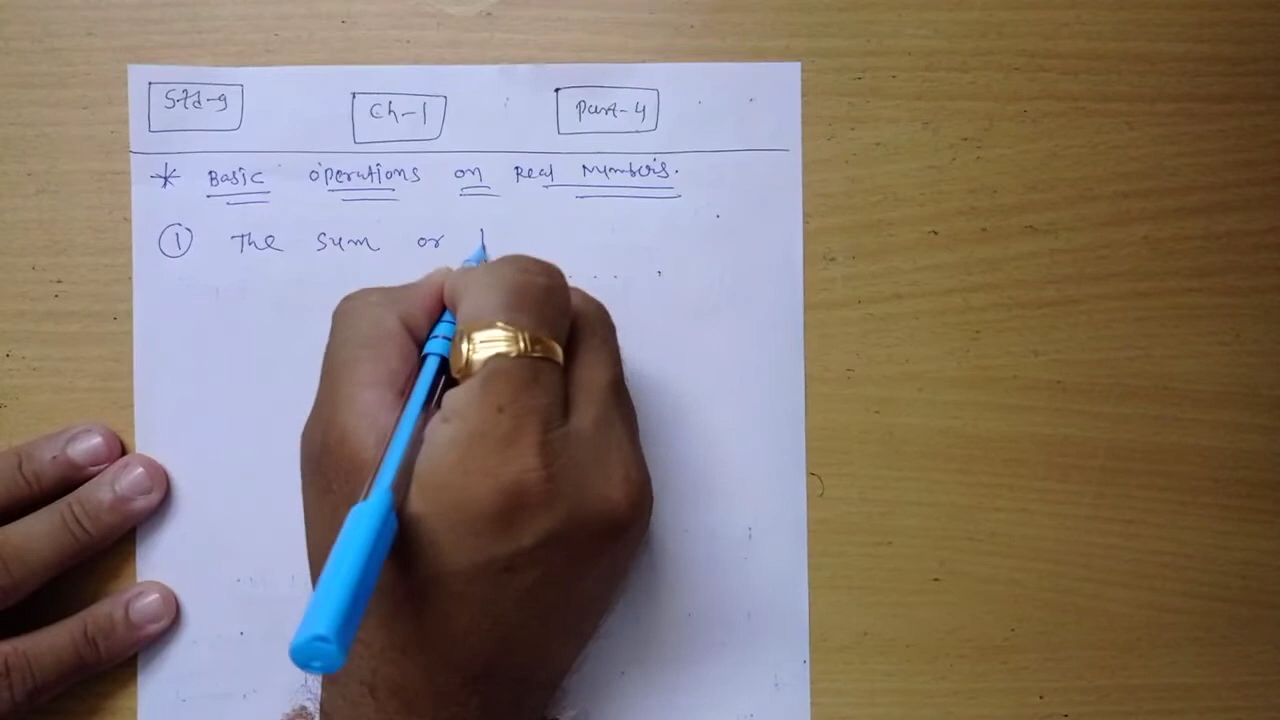 Std-9 Ch-1 Part-4
* Basic operations on Real Numbers.
① The sum or